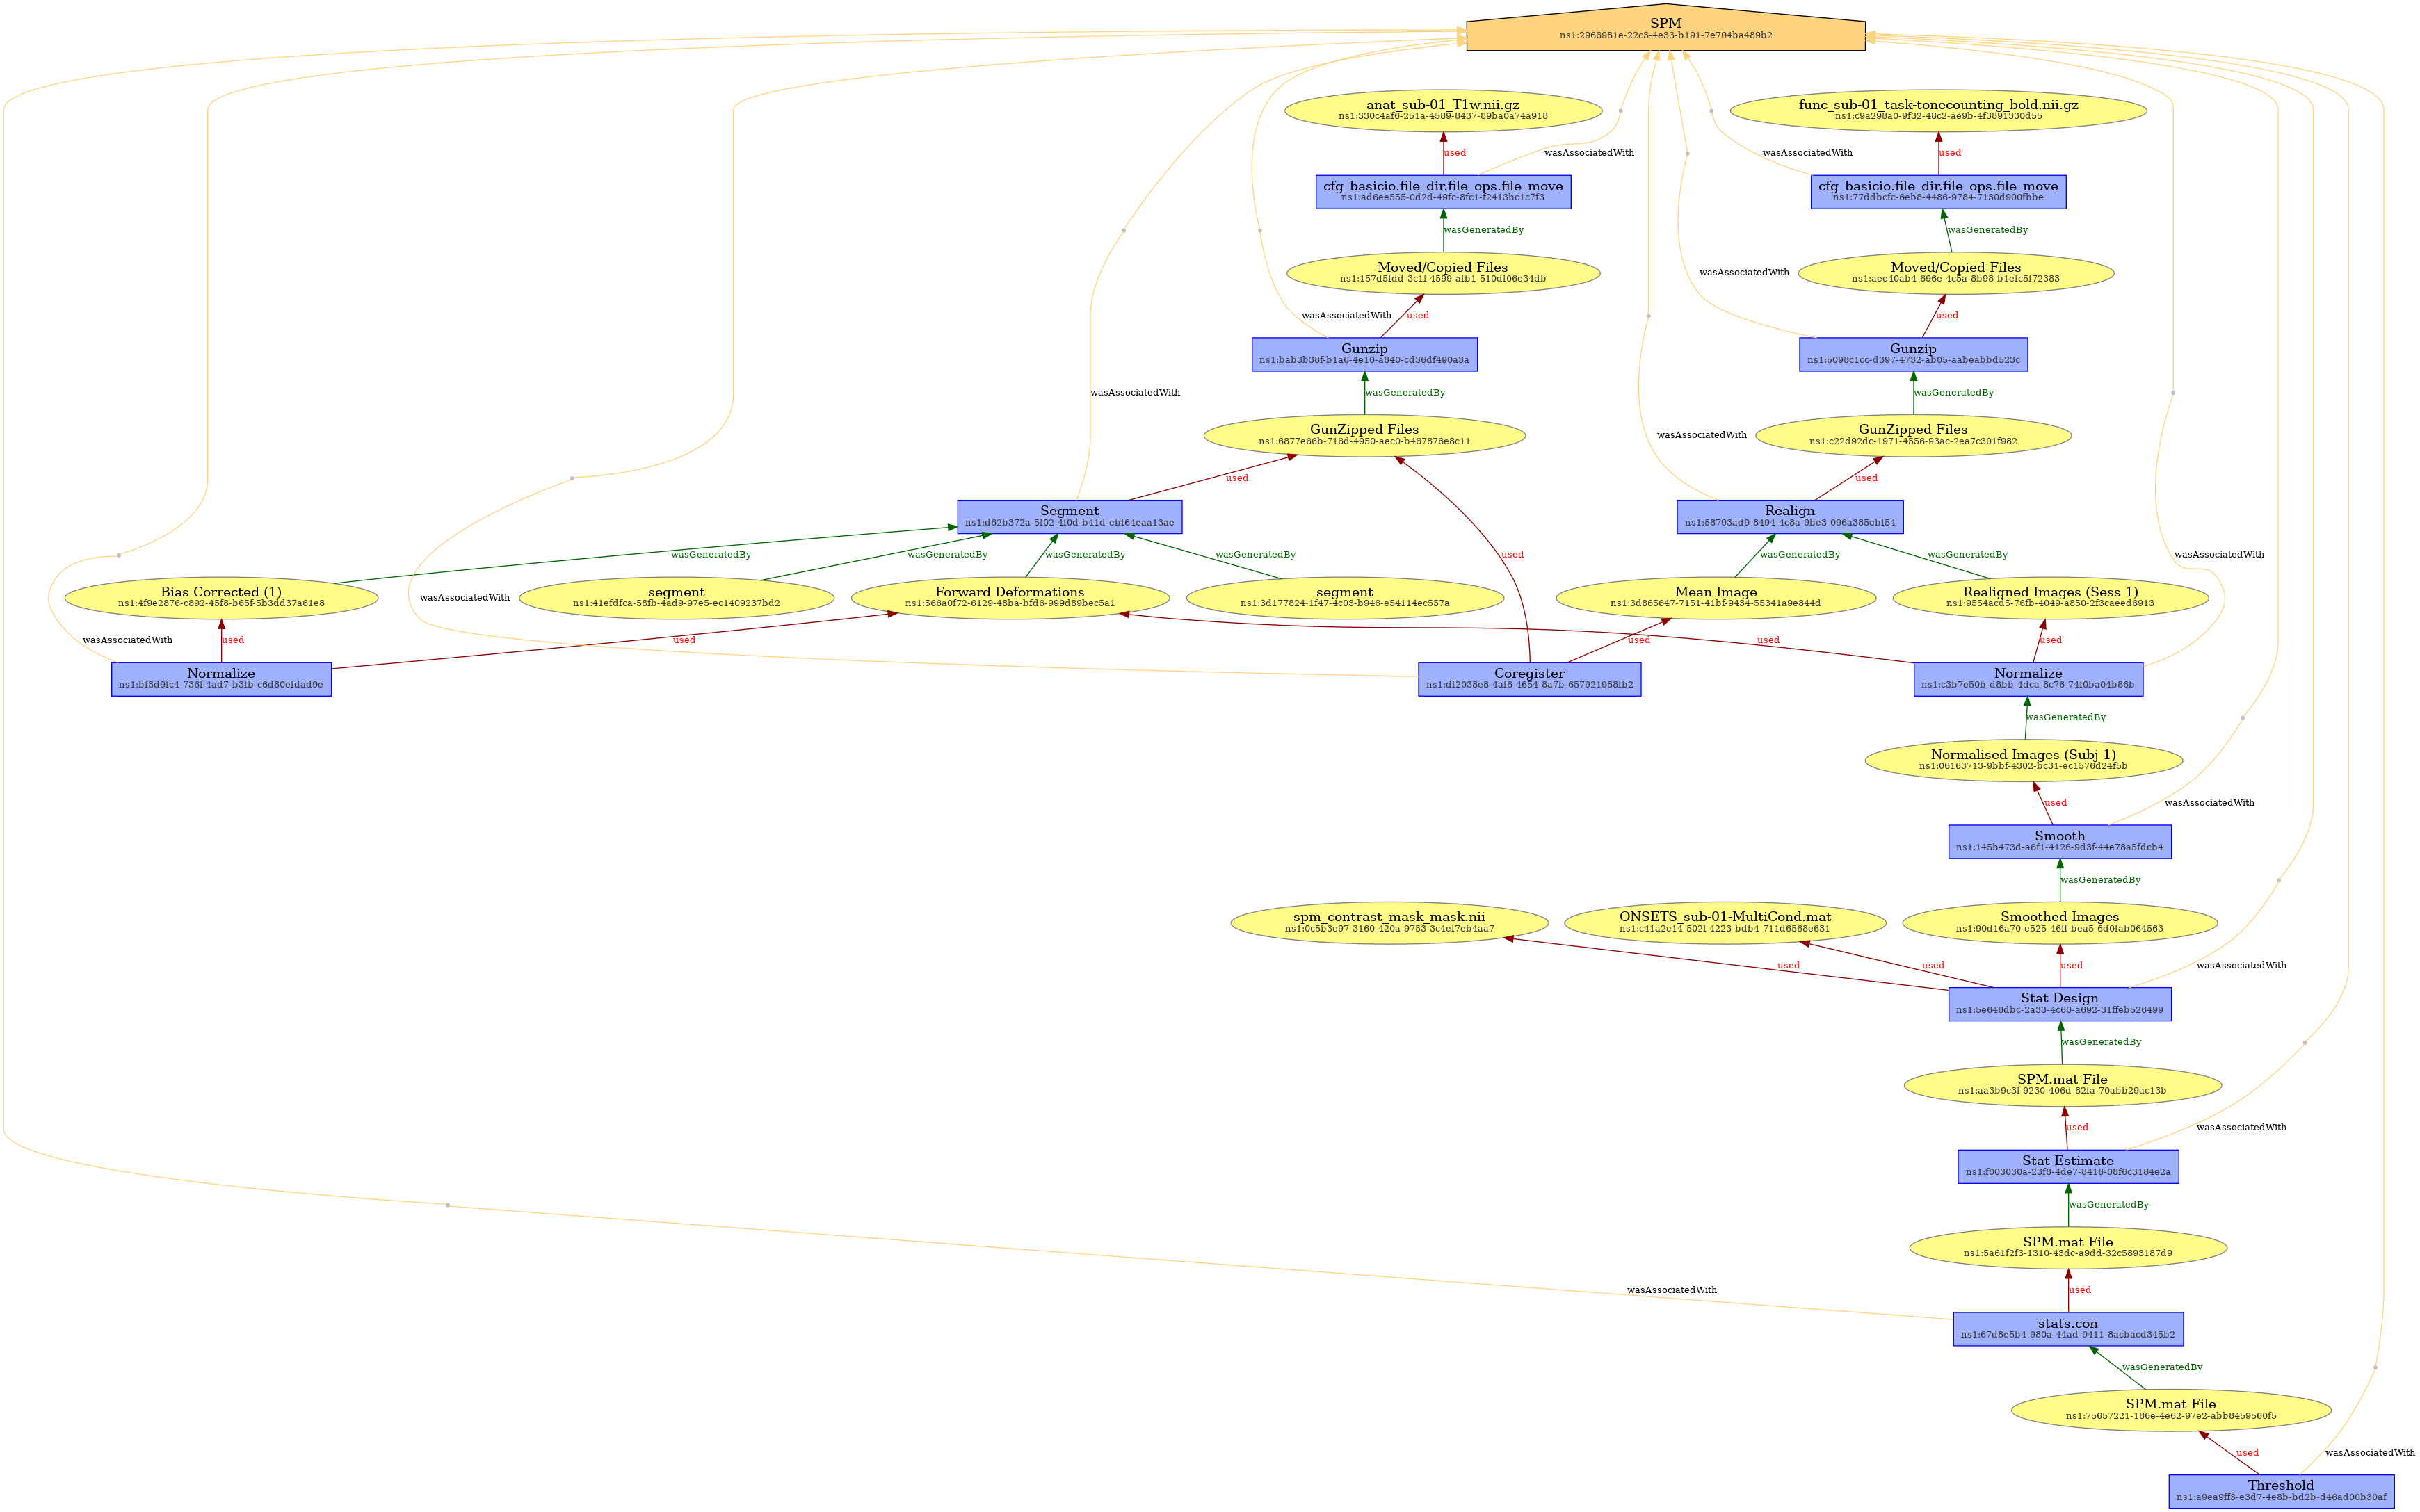 SPM
ns1:2966981e-22c3-4e33-b191-7e704ba489b2
anat_sub-01_T1w.nii.gz
ns1:330c4af6-251a-4589-8437-89ba0a74a918
func_sub-01_task-tonecounting_bold.nii.gz
ns1:c9a298a0-9f32-48c2-ae9b-4f3891330d55
used
wasAssociatedWith
wasAssociatedWith
used
cfg_basicio.file_dir.file_ops.file_move
ns1:ad6ee555-0d2d-49fc-8fc1-f2413bc1c7f3
cfg_basicio.file_dir.file_ops.file_move
ns1:77ddbcfc-6eb8-4486-9784-7130d900fbbe
wasGeneratedBy
wasGeneratedBy
Moved/Copied Files
ns1:157d5fdd-3c1f-4599-afb1-510df06e34db
wasAssociatedWith
Moved/Copied Files
ns1:aee40ab4-696e-4c5a-8b98-b1efc5f72383
wasAssociatedWith
used
used
Gunzip
ns1:bab3b38f-b1a6-4e10-a840-cd36df490a3a
Gunzip
ns1:5098c1cc-d397-4732-ab05-aabeabbd523c
wasAssociatedWith
wasGeneratedBy
wasGeneratedBy
GunZipped Files
ns1:6877e66b-716d-4950-aec0-b467876e8c11
wasAssociatedWith
GunZipped Files
ns1:c22d92dc-1971-4556-93ac-2ea7c301f982
used
used
Segment
ns1:d62b372a-5f02-4f0d-b41d-ebf64eaa13ae
Realign
ns1:58793ad9-8494-4c8a-9be3-096a385ebf54
wasGeneratedBy
wasGeneratedBy
wasGeneratedBy
wasGeneratedBy
used
wasGeneratedBy
wasGeneratedBy
wasAssociatedWith
Bias Corrected (1)
ns1:4f9e2876-c892-45f8-b65f-5b3dd37a61e8
wasAssociatedWith
segment
ns1:41efdfca-58fb-4ad9-97e5-ec1409237bd2
Forward Deformations
ns1:566a0f72-6129-48ba-bfd6-999d89bec5a1
segment
ns1:3d177824-1f47-4c03-b946-e54114ec557a
Mean Image
ns1:3d865647-7151-41bf-9434-55341a9e844d
Realigned Images (Sess 1)
ns1:9554acd5-76fb-4049-a850-2f3caeed6913
wasAssociatedWith
used
used
used
used
used
Normalize
ns1:bf3d9fc4-736f-4ad7-b3fb-c6d80efdad9e
Coregister
ns1:df2038e8-4af6-4654-8a7b-657921988fb2
Normalize
ns1:c3b7e50b-d8bb-4dca-8c76-74f0ba04b86b
wasGeneratedBy
Normalised Images (Subj 1)
ns1:06163713-9bbf-4302-bc31-ec1576d24f5b
used
wasAssociatedWith
Smooth
ns1:145b473d-a6f1-4126-9d3f-44e78a5fdcb4
wasGeneratedBy
spm_contrast_mask_mask.nii
ns1:0c5b3e97-3160-420a-9753-3c4ef7eb4aa7
ONSETS_sub-01-MultiCond.mat
ns1:c41a2e14-502f-4223-bdb4-711d6568e631
Smoothed Images
ns1:90d16a70-e525-46ff-bea5-6d0fab064563
used
used
used
wasAssociatedWith
Stat Design
ns1:5e646dbc-2a33-4c60-a692-31ffeb526499
wasGeneratedBy
SPM.mat File
ns1:aa3b9c3f-9230-406d-82fa-70abb29ac13b
used
wasAssociatedWith
Stat Estimate
ns1:f003030a-23f8-4de7-8416-08f6c3184e2a
wasGeneratedBy
SPM.mat File
ns1:5a61f2f3-1310-43dc-a9dd-32c5893187d9
wasAssociatedWith
used
stats.con
ns1:67d8e5b4-980a-44ad-9411-8acbacd345b2
wasGeneratedBy
SPM.mat File
ns1:75657221-186e-4e62-97e2-abb8459560f5
used
wasAssociatedWith
Threshold
ns1:a9ea9ff3-e3d7-4e8b-bd2b-d46ad00b30af